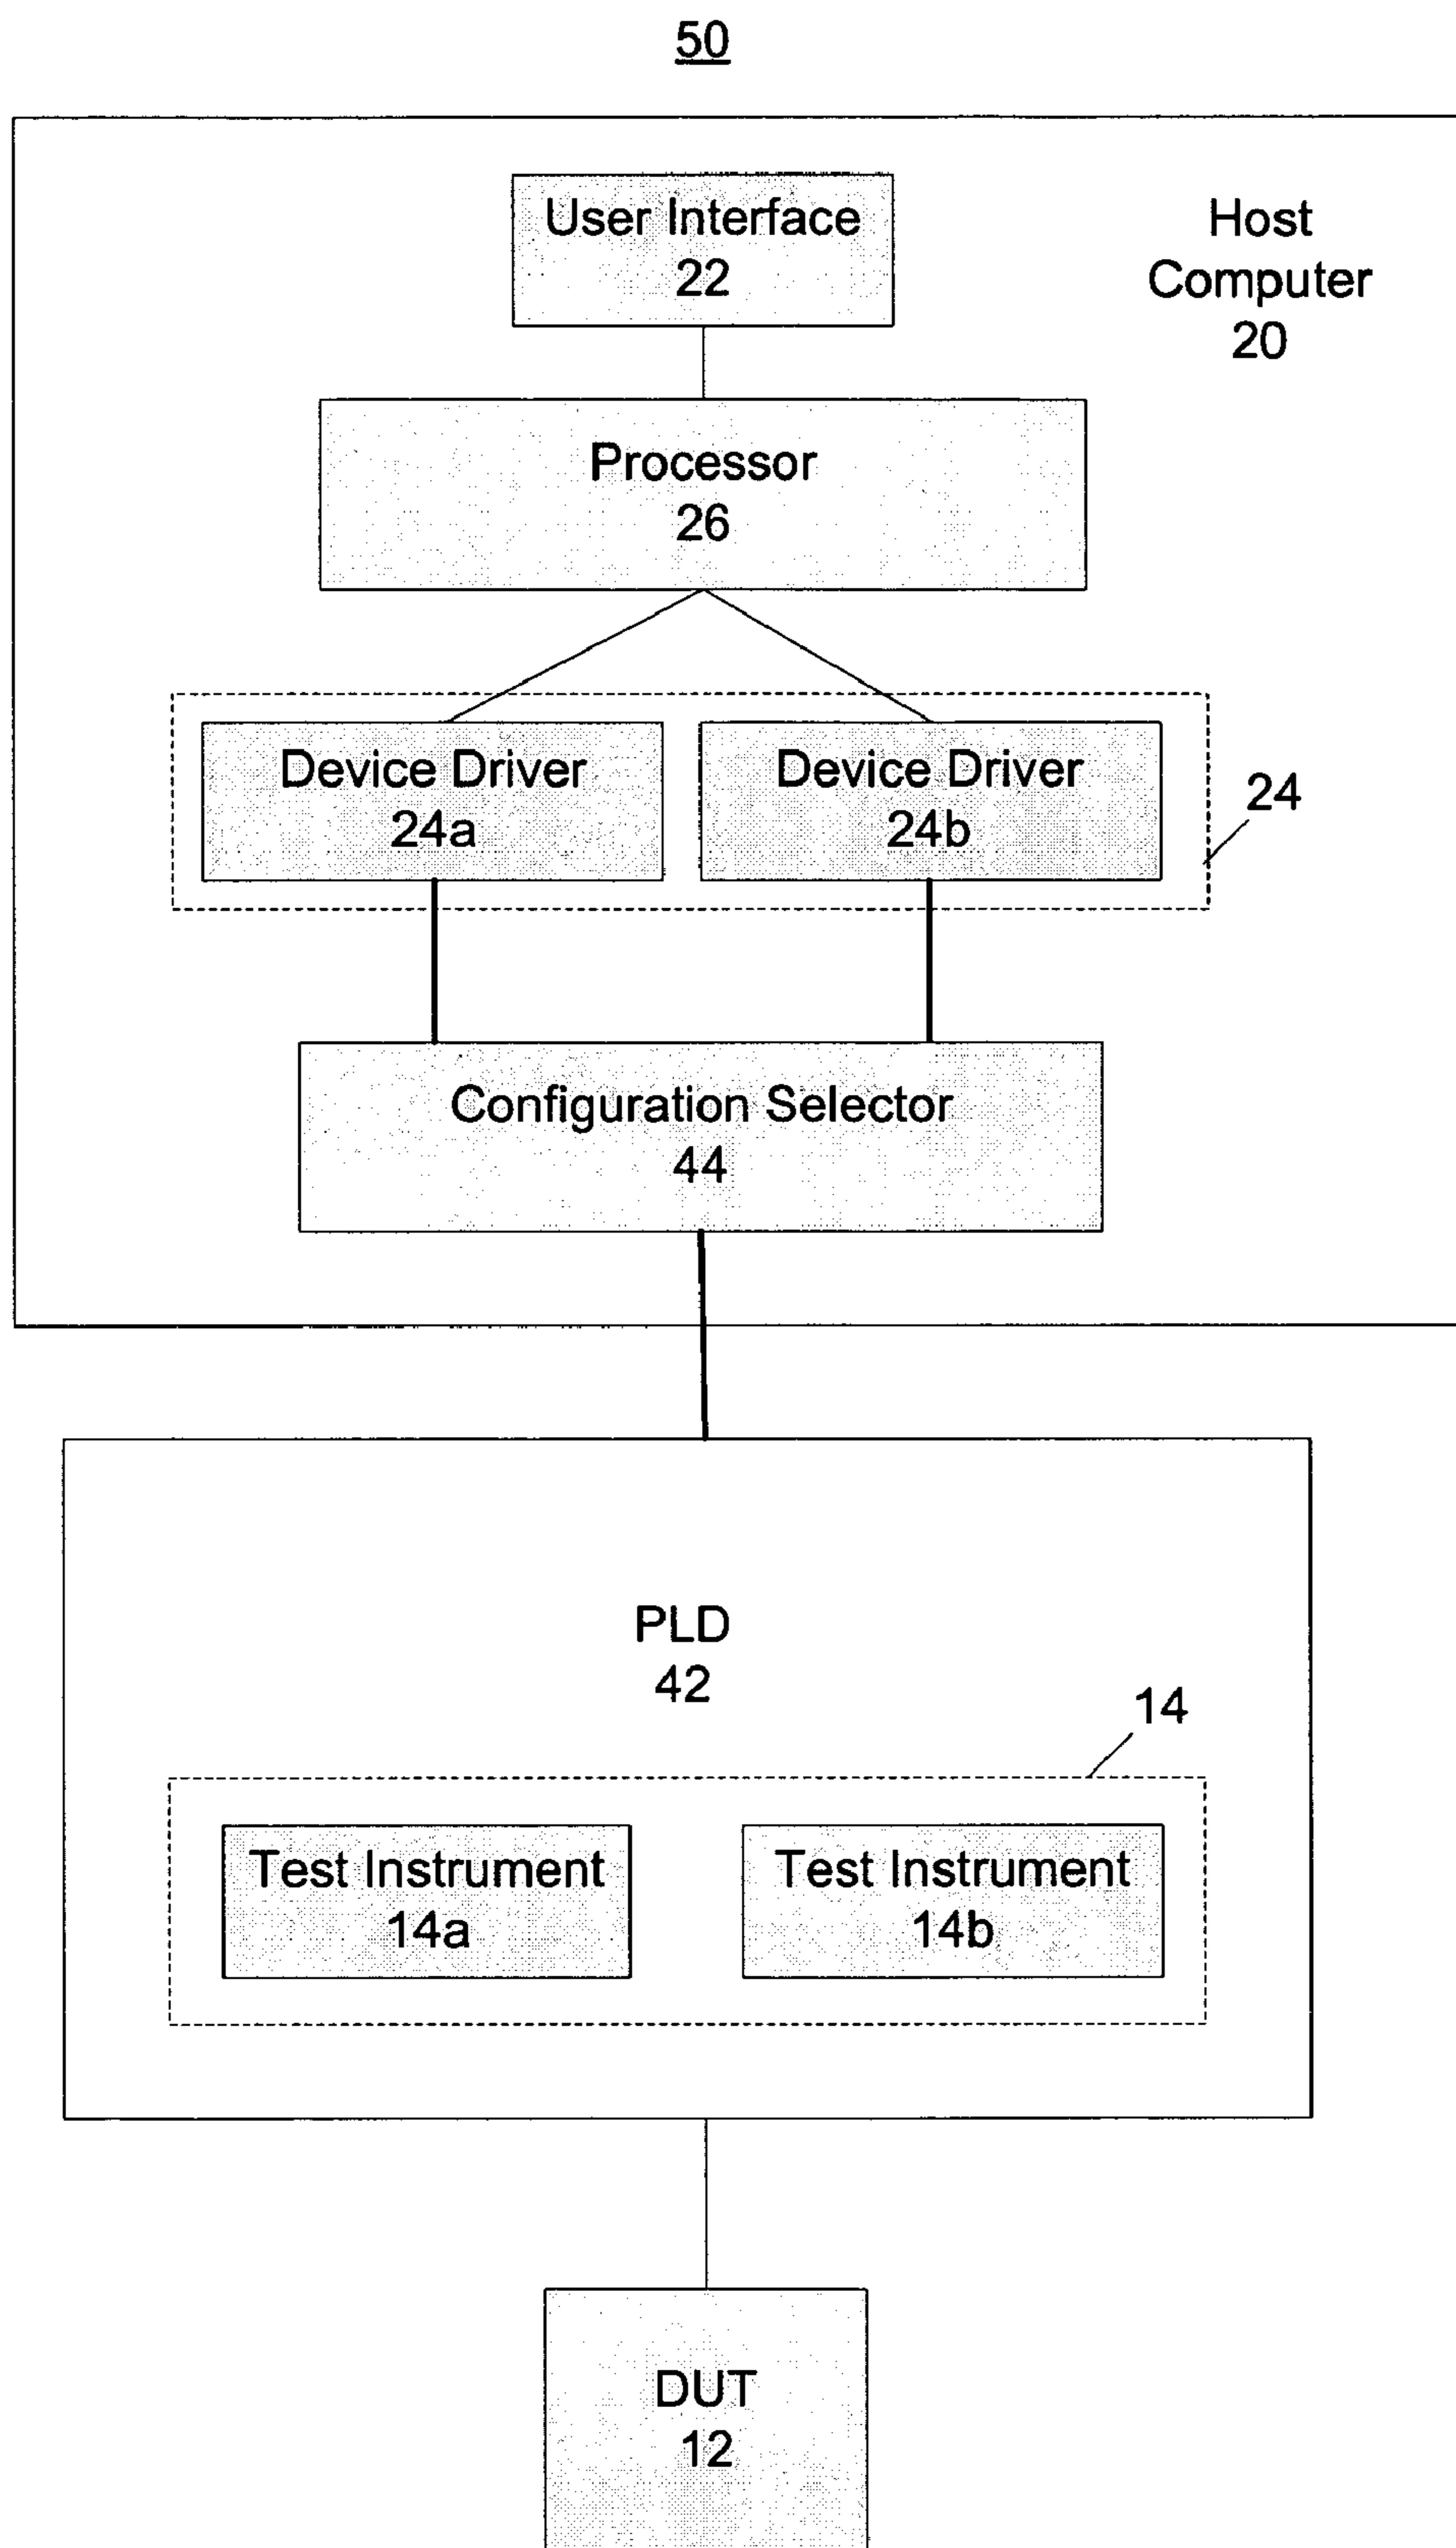 50
User Interface
22
Host
Computer
20
Processor
26
Device Driver
24a
Device Driver
24b
24
Configuration Selector
44
PLD
42
14
Test Instrument
14a
Test Instrument
14b
DUT
12